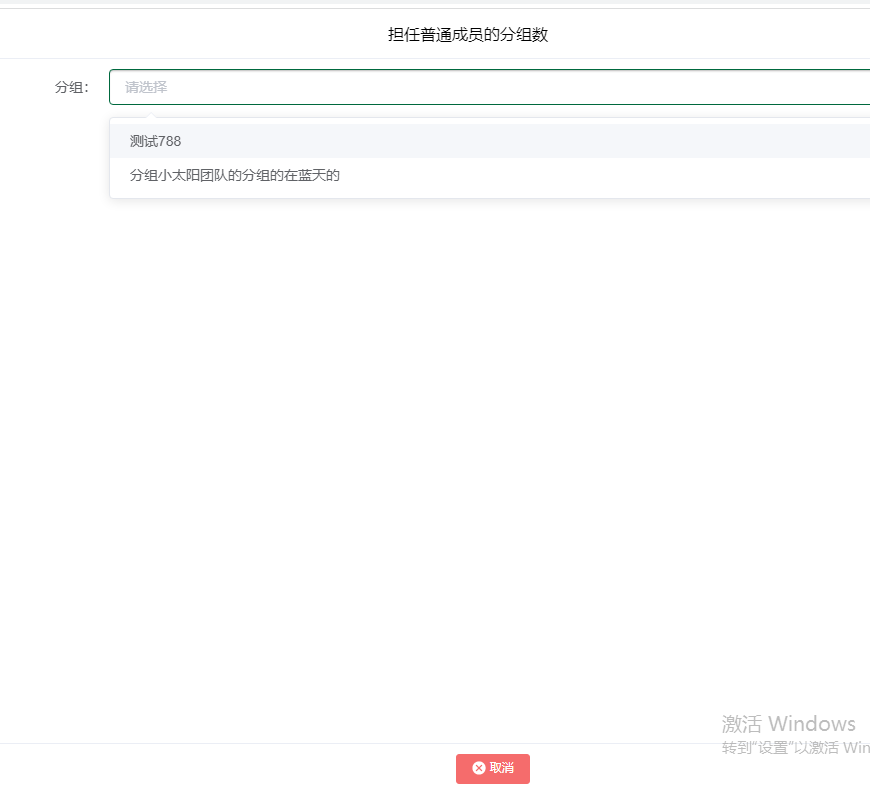 担任普通成员的分组数
分组：
请选择
测试788
分组小太阳团队的分组的在蓝天的
激活 Windows
转到“设置”以激活 Win
取消